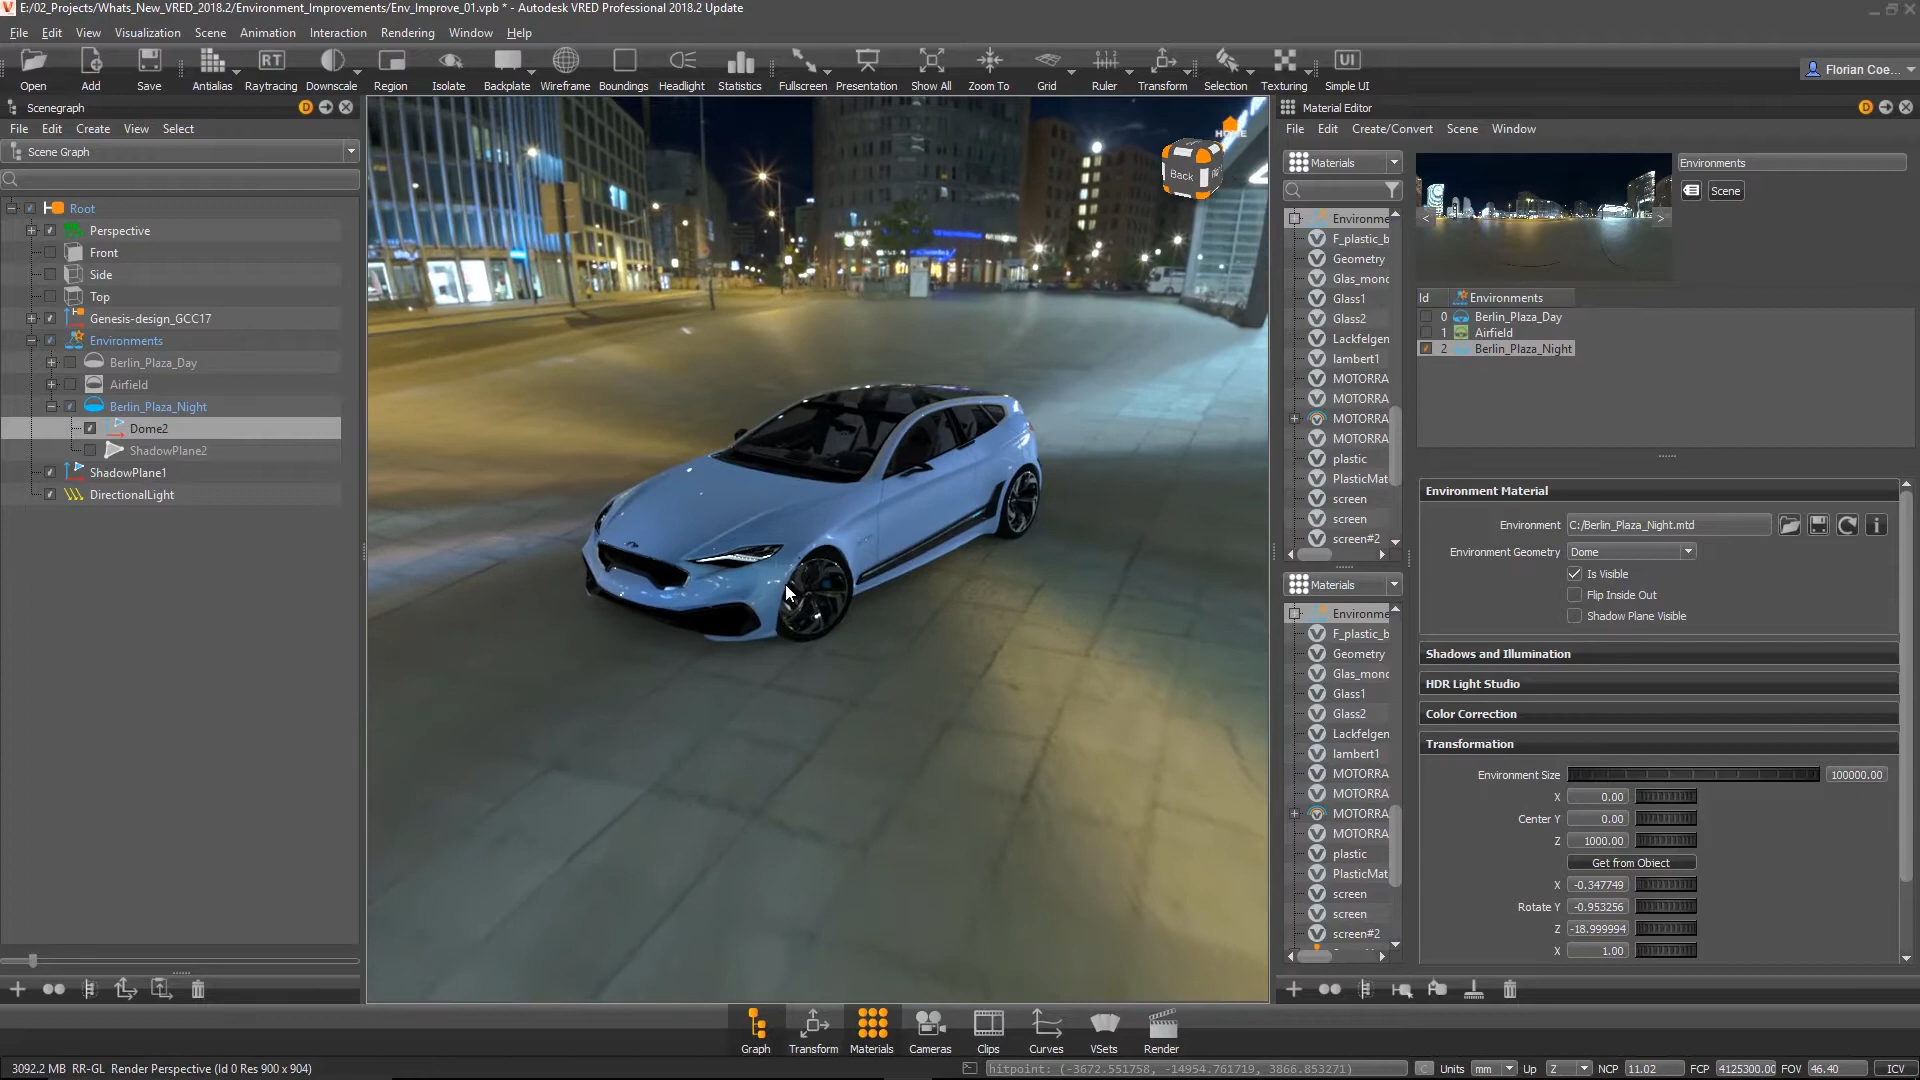 E:/02_Projects/Whats_New_VRED_2018.2/Environment_Improvements/Env_Improve_01.vpb * - Autodesk VRED Professional 2018.2 Update
File Edit View Visualization Scene Animation Interaction Rendering Window Help
Open Add Save Antialias Raytracing Downscale Region Isolate Backplate Wireframe Boundings Headlight Statistics Fullscreen Presentation Show All Zoom To Grid Ruler Transform Selection Texturing Simple UI
RT
UI
Florian Coe...
Scenegraph
D
File Edit Create View Select
Scene Graph
Root
Perspective
Front
Side
Top
Genesis-design_GCC17
Environments
Berlin_Plaza_Day
Airfield
Berlin_Plaza_Night
Dome2
ShadowPlane2
ShadowPlane1
DirectionalLight
Back
Material Editor
D
File Edit Create/Convert Scene Window
Materials
Environme
F_plastic_b
Geometry
Glas_mond
Glass1
Glass2
Lackfelgen
lambert1
MOTORRA
MOTORRA
MOTORRA
MOTORRA
plastic
PlasticMat
screen
screen
screen#2
Materials
Environme
F_plastic_b
Geometry
Glas_mond
Glass1
Glass2
Lackfelgen
lambert1
MOTORRA
MOTORRA
MOTORRA
MOTORRA
plastic
PlasticMat
screen
screen
screen#2
Environments
Scene
Id Environments
0 Berlin_Plaza_Day
1 Airfield
2 Berlin_Plaza_Night
Environment Material
Environment C:/Berlin_Plaza_Night.mtd
Environment Geometry Dome
Is Visible
Flip Inside Out
Shadow Plane Visible
Shadows and Illumination
HDR Light Studio
Color Correction
Transformation
Environment Size 100000.00
X 0.00
Center Y 0.00
Z 1000.00
Get from Object
X -0.347749
Rotate Y -0.953256
Z -18.999994
X 1.00
Graph Transform Materials Cameras Clips Curves VSets Render
3092.2 MB RR-GL Render Perspective (Id 0 Res 900 x 904)
hitpoint: (-3672.551758, -14954.761719, 3866.853271)
C Units mm Up Z NCP 11.02 FCP 4125300.00 FOV 46.40 ICV